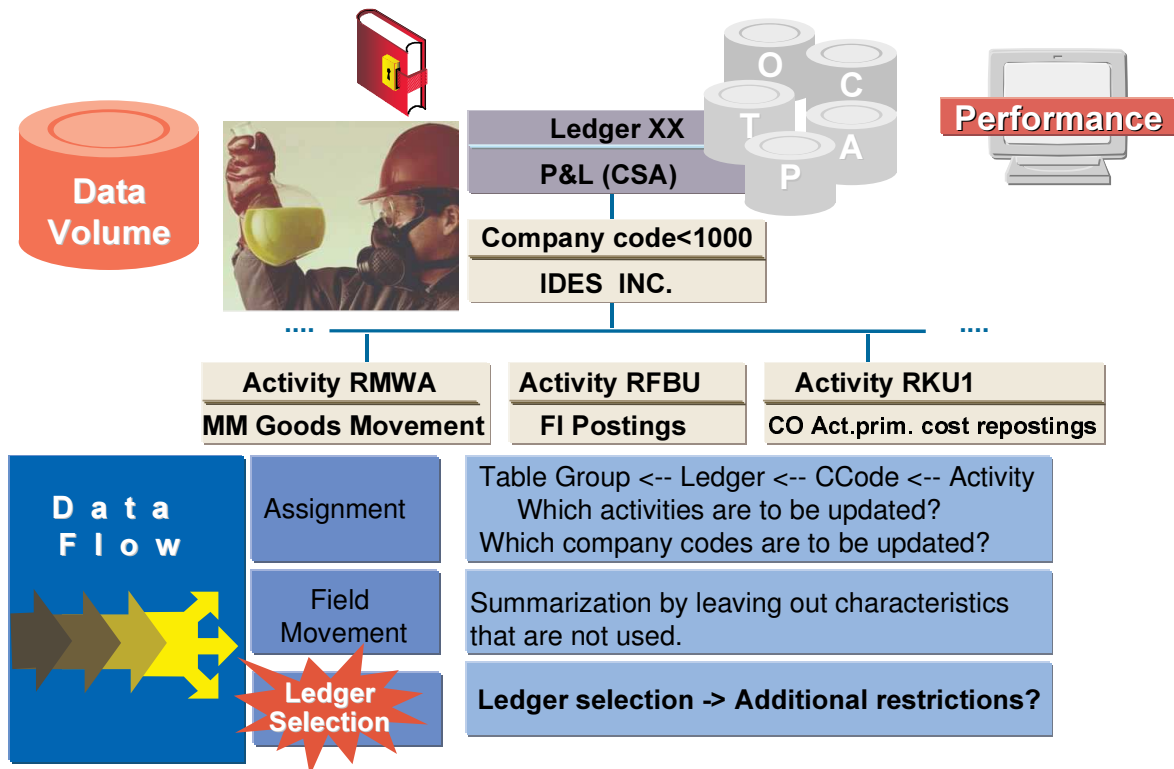 O
C
T
A
P
Performance
Data
Volume
Ledger XX
P&L (CSA)
Company code<1000
IDES INC.
....
....
Activity RMWA
MM Goods Movement
Activity RFBU
FI Postings
Activity RKU1
CO Act.prim. cost repostings
D a t a
F l o w
Assignment
Table Group <-- Ledger <-- CCode <-- Activity
Which activities are to be updated?
Which company codes are to be updated?
Field
Movement
Summarization by leaving out characteristics
that are not used.
Ledger
Selection
Ledger selection -> Additional restrictions?